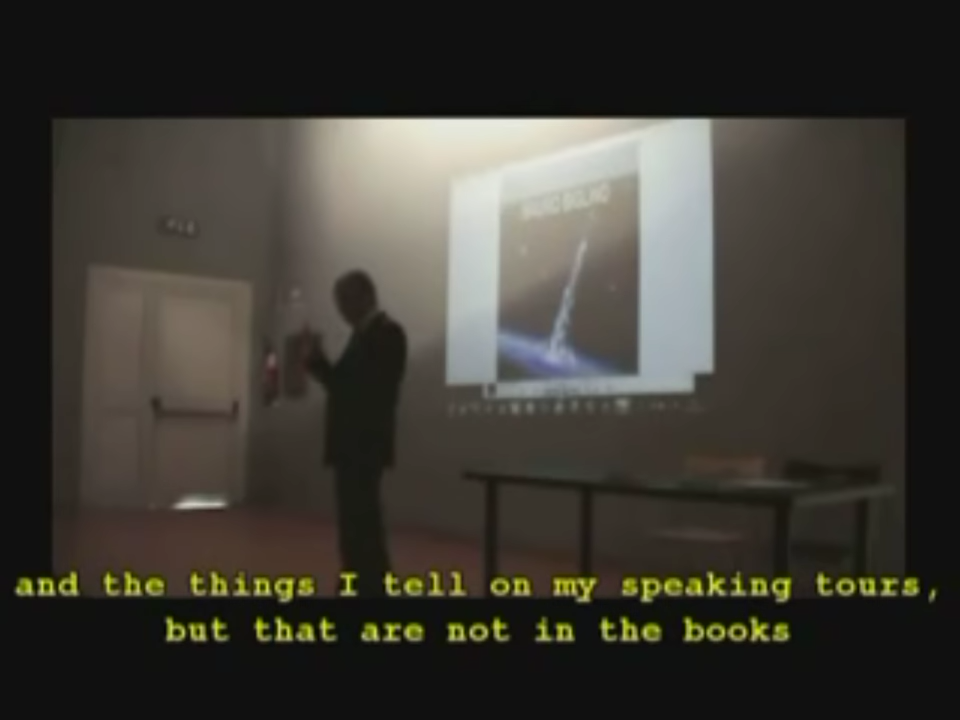 and the things I tell on my speaking tours,
but that are not in the books